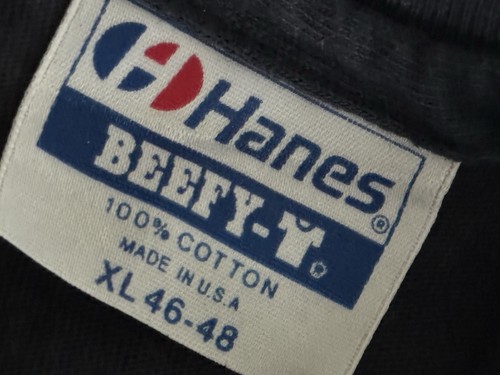 Hanes®
BEEFY-T®
100% COTTON
MADE IN U.S.A
XL 46-48